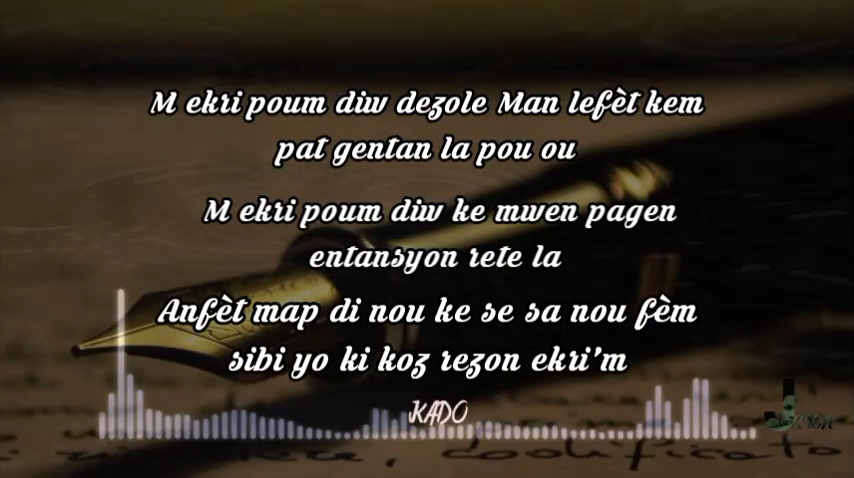 M ekri poum diw dezole Man lefèt kem
pat gentan la pou ou
M ekri poum diw ke mwen pagen
entansyon rete la
Anfèt map di nou ke se sa nou fèm
sibi yo ki koz rezon ekri'm
KADO